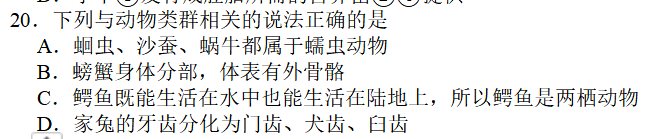 20．下列与动物类群相关的说法正确的是
A．蛔虫、沙蚕、蜗牛都属于蠕虫动物
B．螃蟹身体分部，体表有外骨骼
C．鳄鱼既能生活在水中也能生活在陆地上，所以鳄鱼是两栖动物
D．家兔的牙齿分化为门齿、犬齿、臼齿